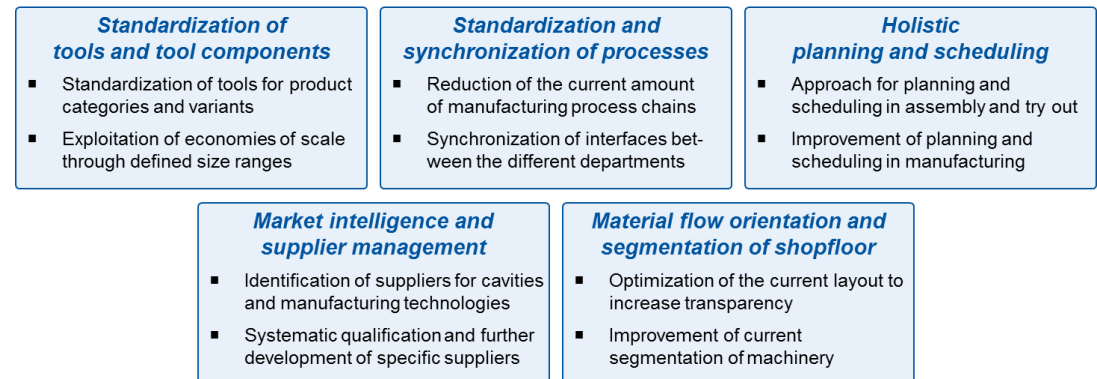 Standardization of
tools and tool components
▪ Standardization of tools for product
categories and variants
▪ Exploitation of economies of scale
through defined size ranges
Standardization and
synchronization of processes
▪ Reduction of the current amount
of manufacturing process chains
▪ Synchronization of interfaces bet-
ween the different departments
Holistic
planning and scheduling
▪ Approach for planning and
scheduling in assembly and try out
▪ Improvement of planning and
scheduling in manufacturing
Market intelligence and
supplier management
▪ Identification of suppliers for cavities
and manufacturing technologies
▪ Systematic qualification and further
development of specific suppliers
Material flow orientation and
segmentation of shopfloor
▪ Optimization of the current layout to
increase transparency
▪ Improvement of current
segmentation of machinery